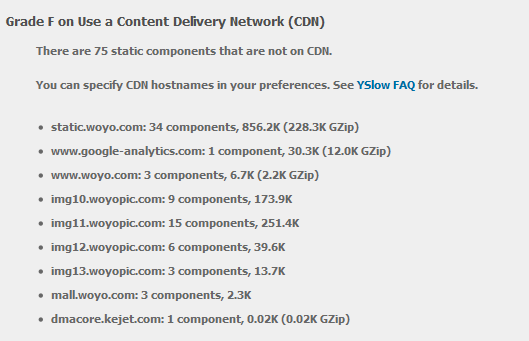 Grade F on Use a Content Delivery Network (CDN)
There are 75 static components that are not on CDN.
You can specify CDN hostnames in your preferences. See YSlow FAQ for details.
• static.woyo.com: 34 components, 856.2K (228.3K GZip)
• www.google-analytics.com: 1 component, 30.3K (12.0K GZip)
• www.woyo.com: 3 components, 6.7K (2.2K GZip)
• img10.woyopic.com: 9 components, 173.9K
• img11.woyopic.com: 15 components, 251.4K
• img12.woyopic.com: 6 components, 39.6K
• img13.woyopic.com: 3 components, 13.7K
• mall.woyo.com: 3 components, 2.3K
• dmacore.kejet.com: 1 component, 0.02K (0.02K GZip)